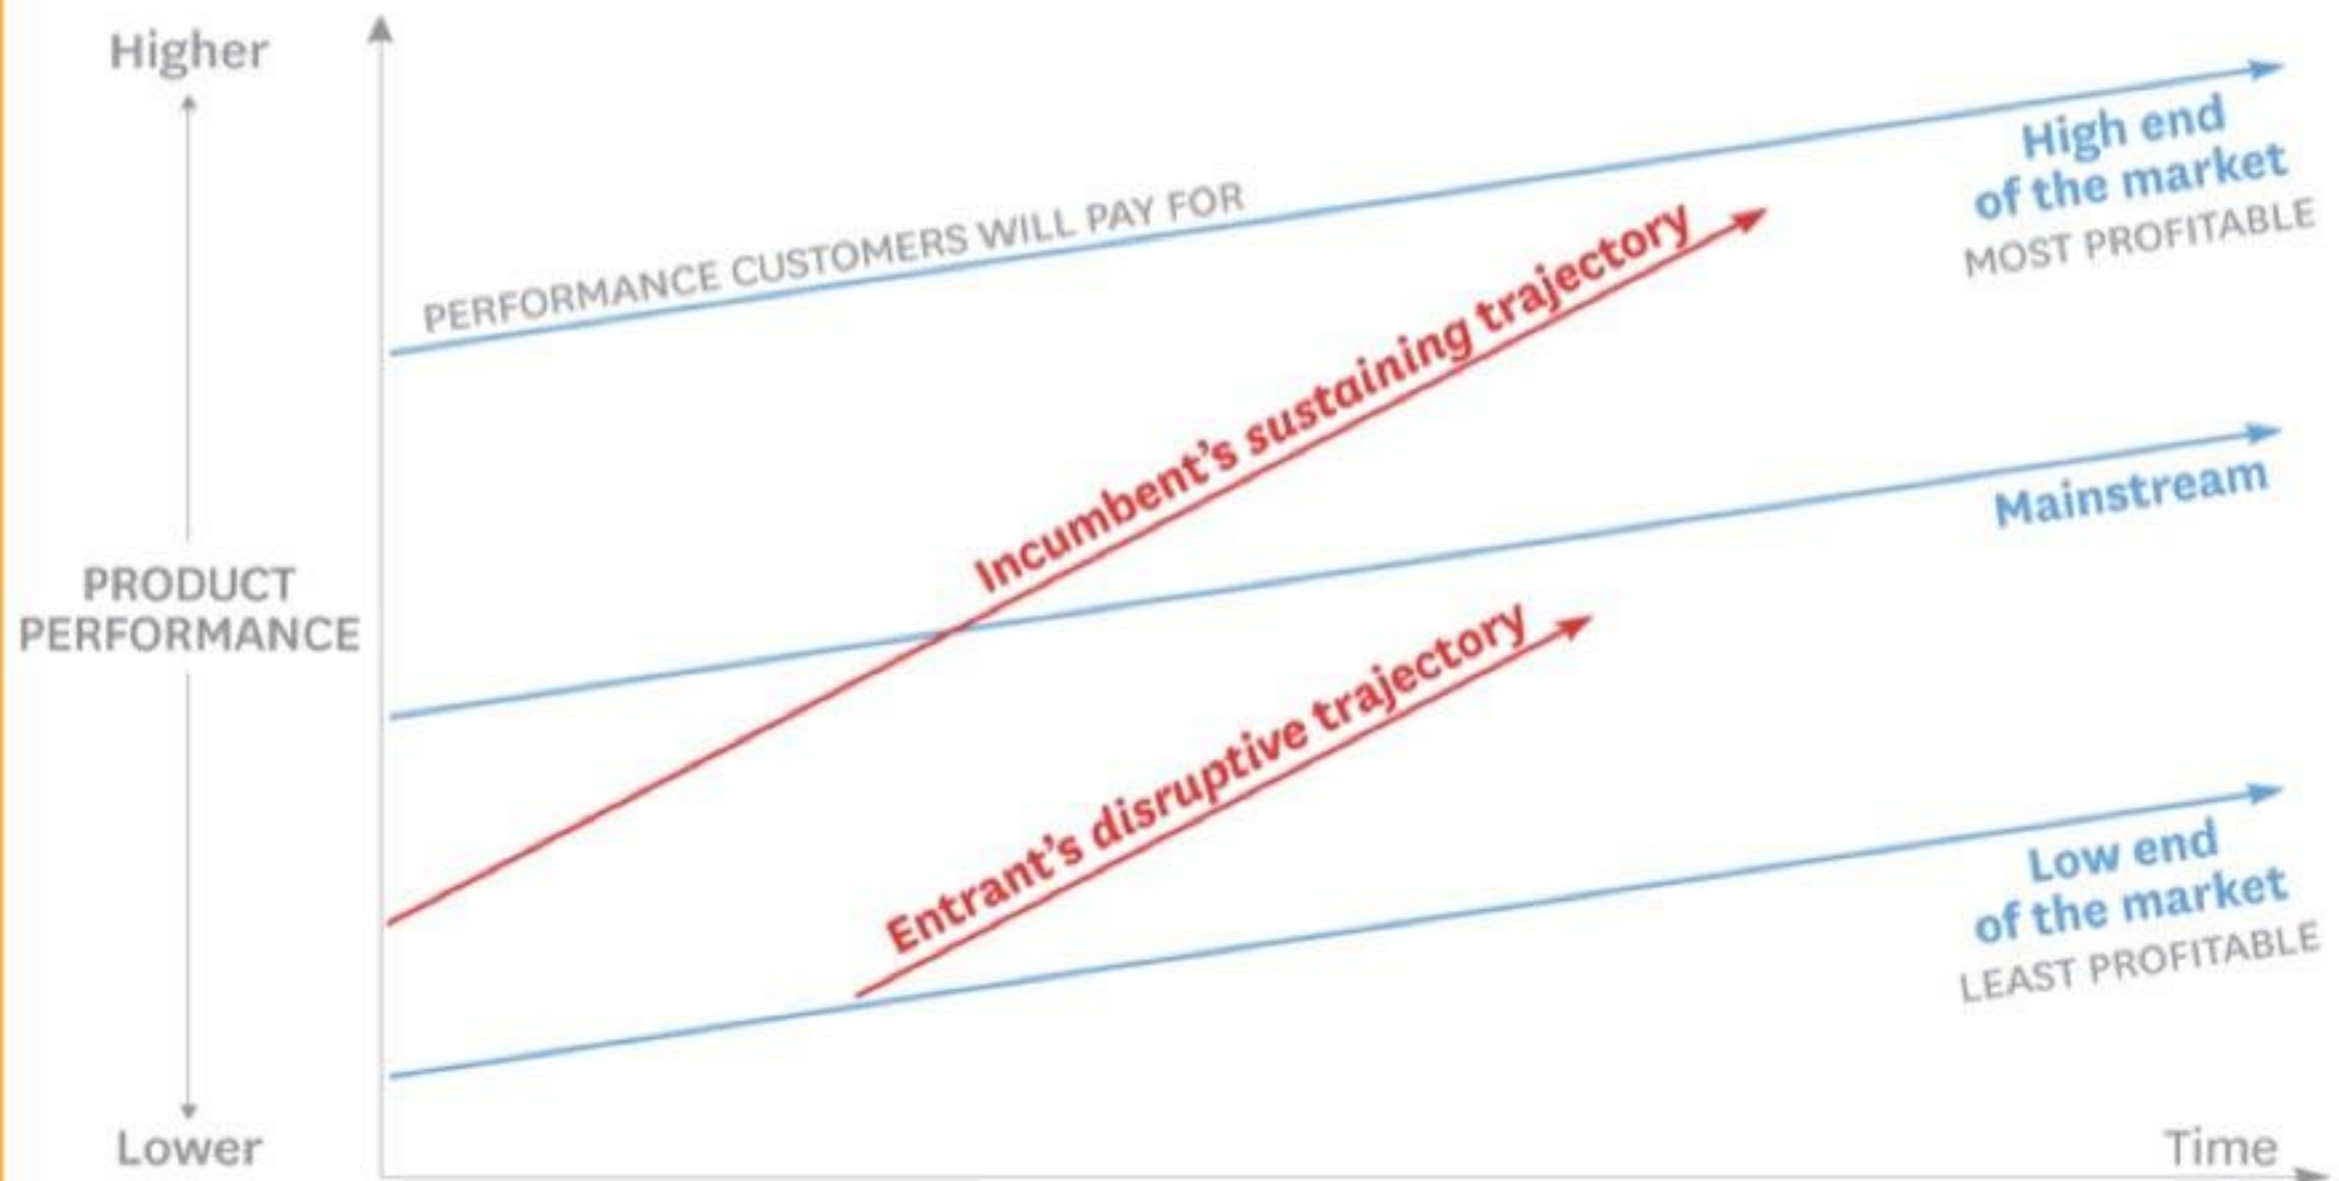 Higher
PERFORMANCE CUSTOMERS WILL PAY FOR
High end
of the market
MOST PROFITABLE
Incumbent's sustaining trajectory
Mainstream
PRODUCT
PERFORMANCE
Entrant's disruptive trajectory
Low end
of the market
LEAST PROFITABLE
Lower
Time